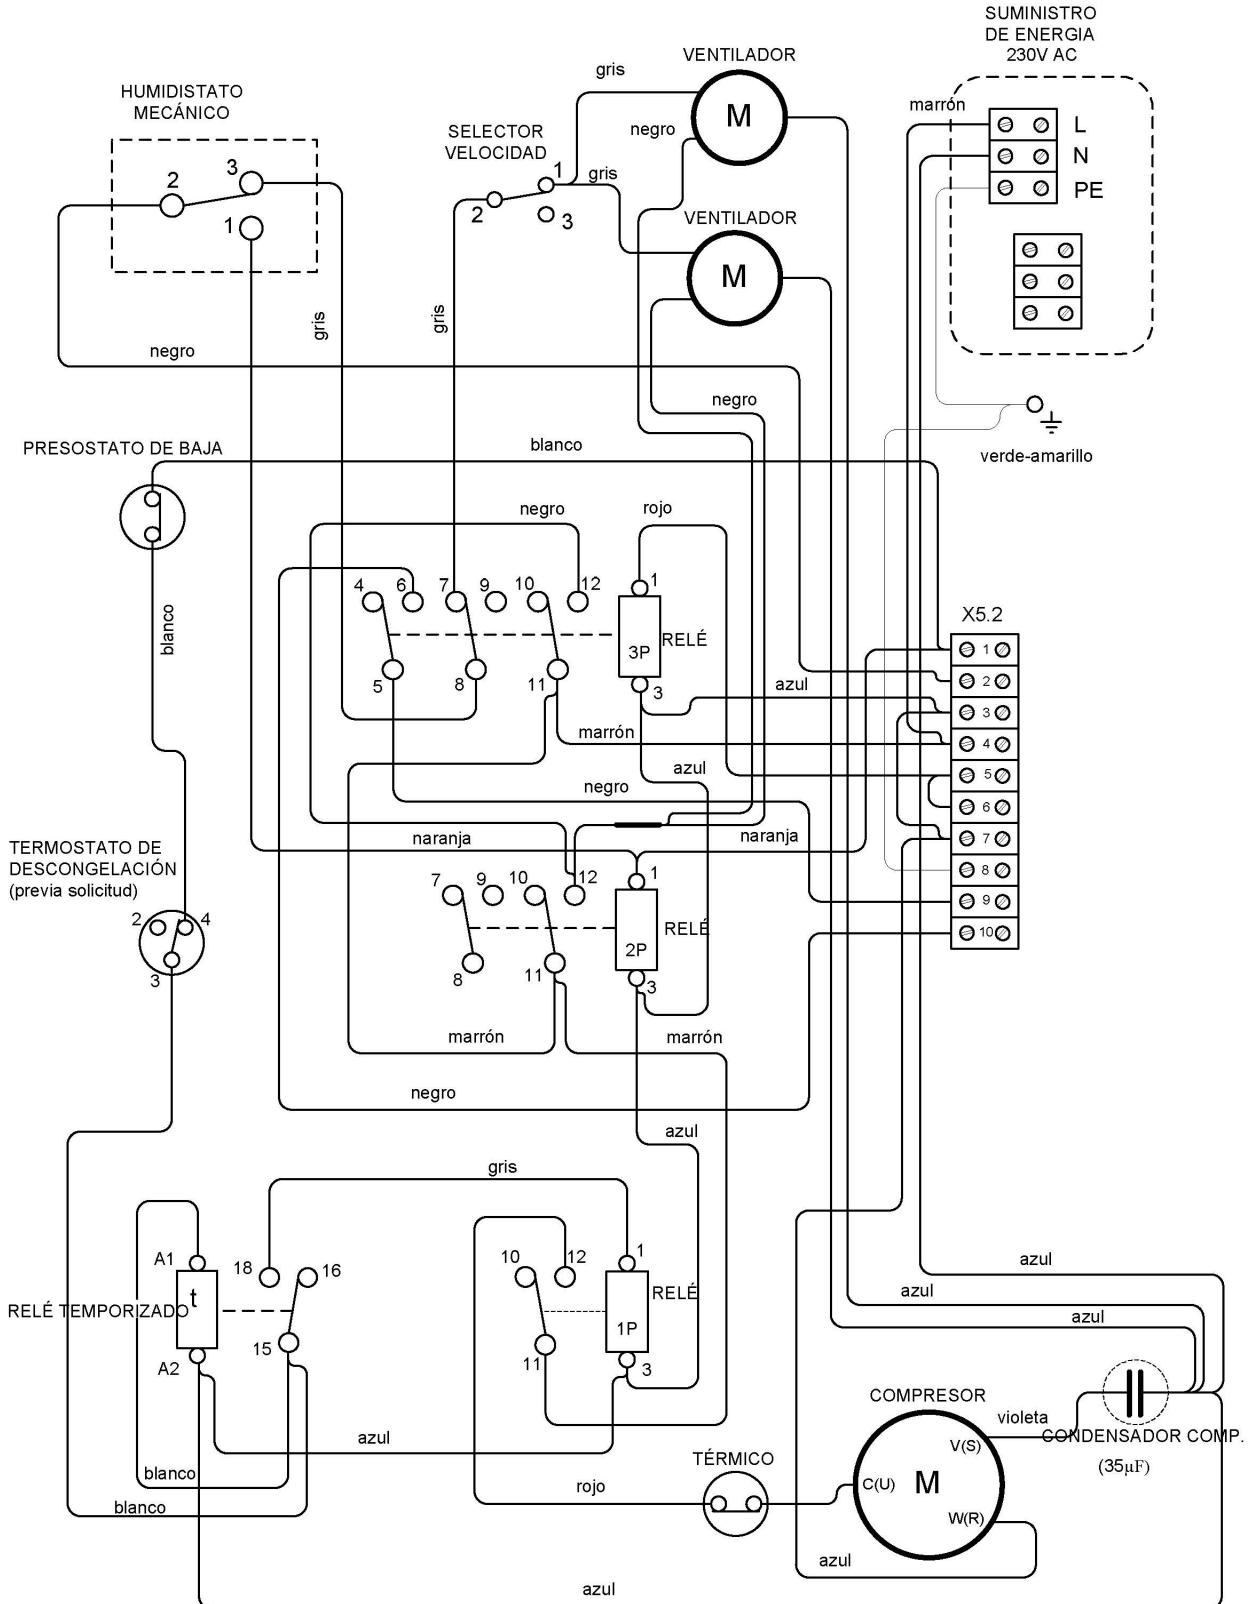 SUMINISTRO
DE ENERGIA
230V AC
VENTILADOR
gris
HUMIDISTATO
MECÁNICO
marrón
L
M
negro
SELECTOR
VELOCIDAD
N
1
3
2
gris
PE
2
3
VENTILADOR
1
M
gris
gris
negro
negro
blanco
PRESOSTATO DE BAJA
verde-amarillo
negro
rojo
4
6
7
9
10
12
1
blanco
X5.2
RELÉ
3P
1
5
8
11
3
azul
2
3
marrón
4
azul
5
negro
6
naranja
naranja
7
TERMOSTATO DE
DESCONGELACIÓN
(previa solicitud)
8
7
9
10
12
1
9
2
4
RELÉ
10
2P
3
8
11
3
marrón
marrón
negro
azul
gris
A1
18
16
10
12
1
azul
t
RELÉ
azul
RELÉ TEMPORIZADO
1P
azul
15
A2
11
3
COMPRESOR
violeta
azul
V(S)
CONDENSADOR COMP.
(35µF)
TÉRMICO
blanco
rojo
C(U)
M
blanco
W(R)
azul
azul